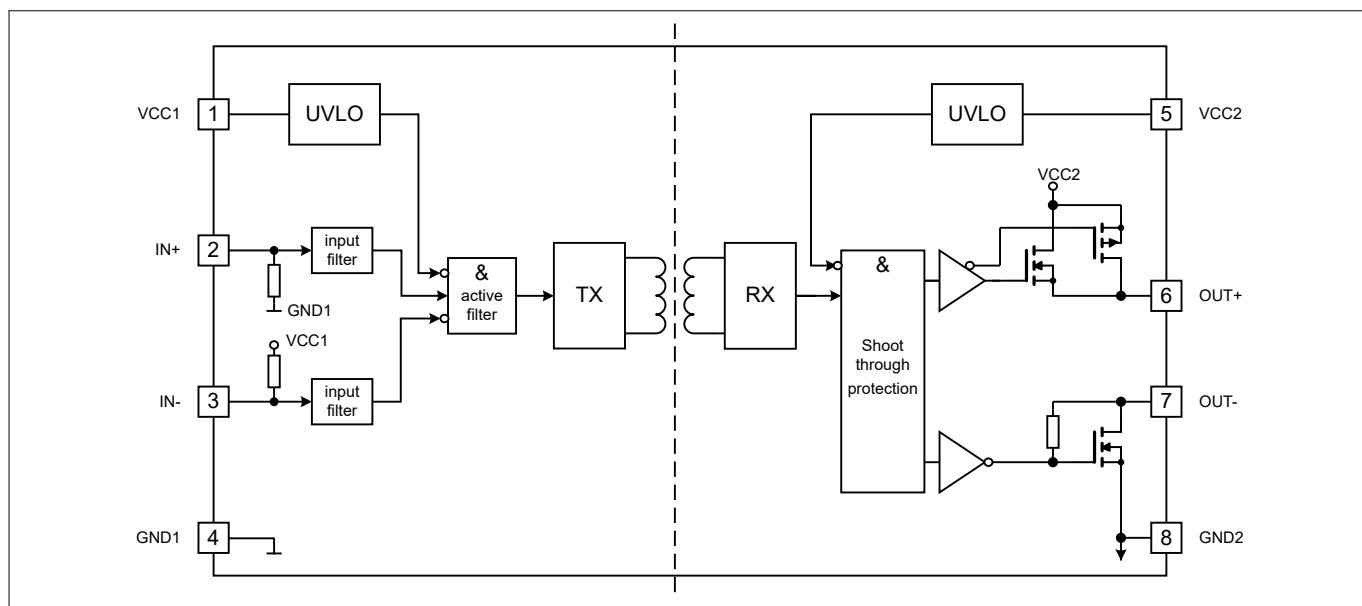 VCC1
1
UVLO
UVLO
5
VCC2
VCC2
IN+
2
input
filter
GND1
&
active
filter
TX
RX
&
Shoot
through
protection
6
OUT+
VCC1
IN-
3
input
filter
7
OUT-
GND1
4
8
GND2